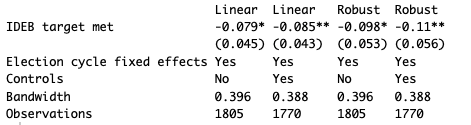 Linear Linear Robust Robust
IDEB target met -0.079* -0.085** -0.098* -0.11**
(0.045) (0.043) (0.053) (0.056)
Election cycle fixed effects Yes Yes Yes Yes
Controls No Yes No Yes
Bandwidth 0.396 0.388 0.396 0.388
Observations 1805 1770 1805 1770